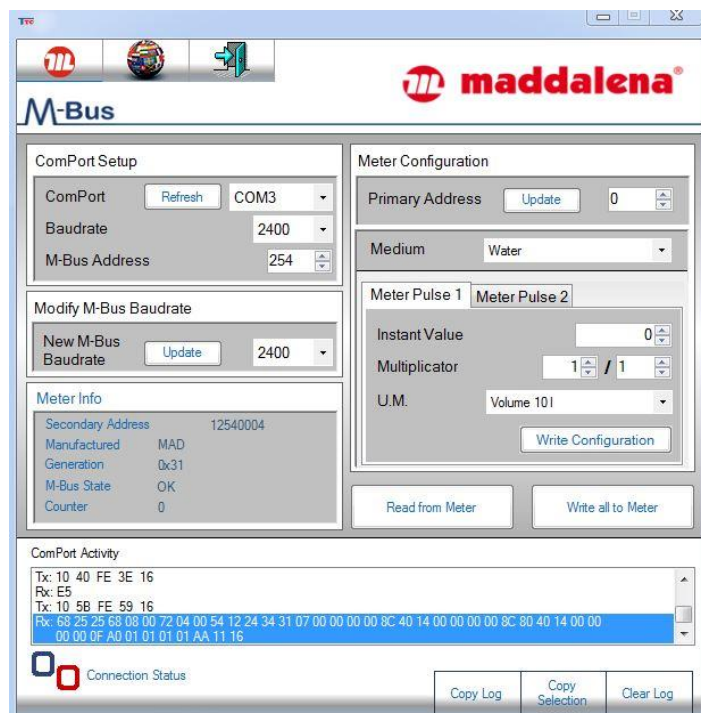 maddalena®
M-Bus
ComPort Setup
ComPort Refresh COM3
Baudrate 2400
M-Bus Address 254
Modify M-Bus Baudrate
New M-Bus
Baudrate Update 2400
Meter Info
Secondary Address 12540004
Manufactured MAD
Generation 0x31
M-Bus State OK
Counter 0
Meter Configuration
Primary Address Update 0
Medium Water
Meter Pulse 1 Meter Pulse 2
Instant Value 0
Multiplicator 1 / 1
U.M. Volume 10 l
Write Configuration
Read from Meter Write all to Meter
ComPort Activity
Tx: 10 40 FE 3E 16
Rx: E5
Tx: 10 5B FE 59 16
Rx: 68 25 25 68 08 00 72 04 00 54 12 24 34 31 07 00 00 00 00 8C 40 14 00 00 00 00 8C 80 40 14 00 00
00 00 0F A0 01 01 01 01 AA 11 16
Connection Status
Copy Log
Copy
Selection
Clear Log